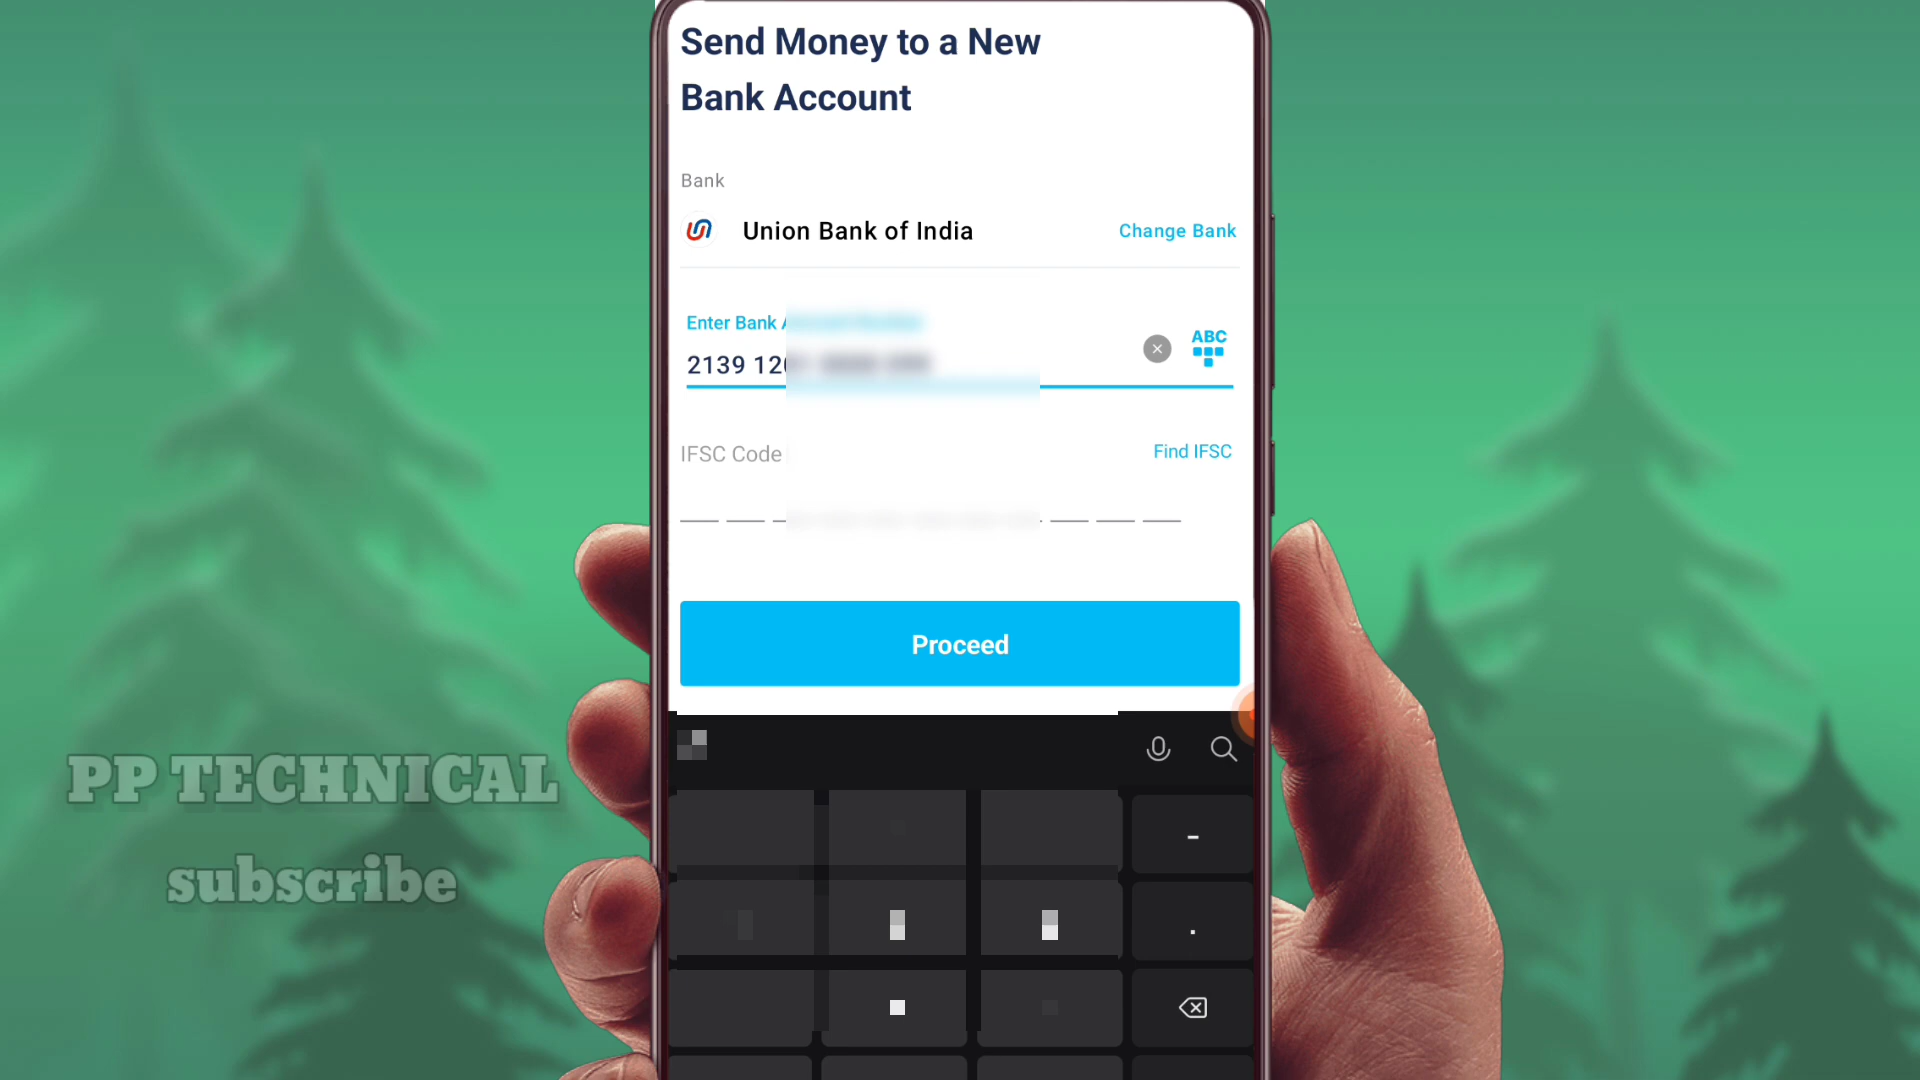 Send Money to a New
Bank Account
Bank
Union Bank of India
Change Bank
Enter Bank
ABC
2139
IFSC Code
Find IFSC
Proceed
PP TECHNICAL
subscribe
-
.